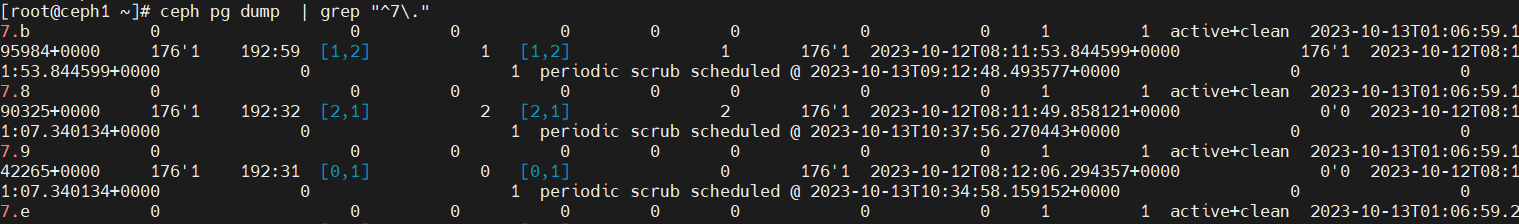 [root@ceph1 ~]# ceph pg dump  | grep "^7\."
7.b 0 0 0 0 0 0 0 0 1 1 active+clean 2023-10-13T01:06:59.1
95984+0000 176'1 192:59 [1,2] 1 [1,2] 1 176'1 2023-10-12T08:11:53.844599+0000 176'1 2023-10-12T08:1
1:53.844599+0000 0 1 periodic scrub scheduled @ 2023-10-13T09:12:48.493577+0000 0 0
7.8 0 0 0 0 0 0 0 0 1 1 active+clean 2023-10-13T01:06:59.1
90325+0000 176'1 192:32 [2,1] 2 [2,1] 2 176'1 2023-10-12T08:11:49.858121+0000 0'0 2023-10-12T08:1
1:07.340134+0000 0 1 periodic scrub scheduled @ 2023-10-13T10:37:56.270443+0000 0 0
7.9 0 0 0 0 0 0 0 0 1 1 active+clean 2023-10-13T01:06:59.1
42265+0000 176'1 192:31 [0,1] 0 [0,1] 0 176'1 2023-10-12T08:12:06.294357+0000 0'0 2023-10-12T08:1
1:07.340134+0000 0 1 periodic scrub scheduled @ 2023-10-13T10:34:58.159152+0000 0 0
7.e 0 0 0 0 0 0 0 0 1 1 active+clean 2023-10-13T01:06:59.2